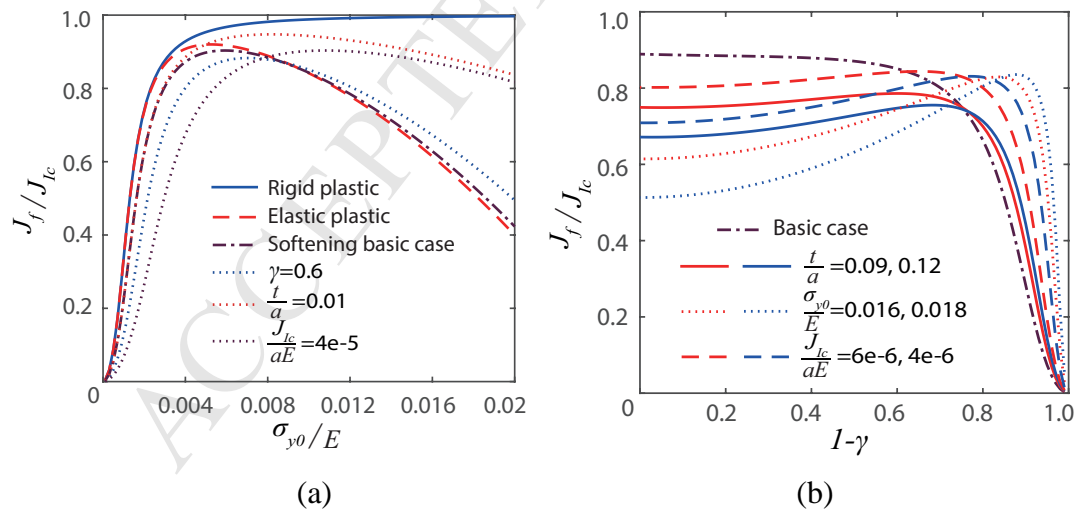 ACCEPTE
1.0
0.8
0.6
0.4
0.2
0
0.004
0.008
0.012
0.016
0.02
J_f / J_Ic
σ_y0/E
Rigid plastic
Elastic plastic
Softening basic case
γ=0.6
t/a=0.01
J_Ic/aE=4e-5
(a)
1.0
0.8
0.6
0.4
0.2
0
0
0.2
0.4
0.6
0.8
1.0
J_f / J_Ic
1-γ
Basic case
t/a=0.09, 0.12
σ_y0/E=0.016, 0.018
J_Ic/aE=6e-6, 4e-6
(b)